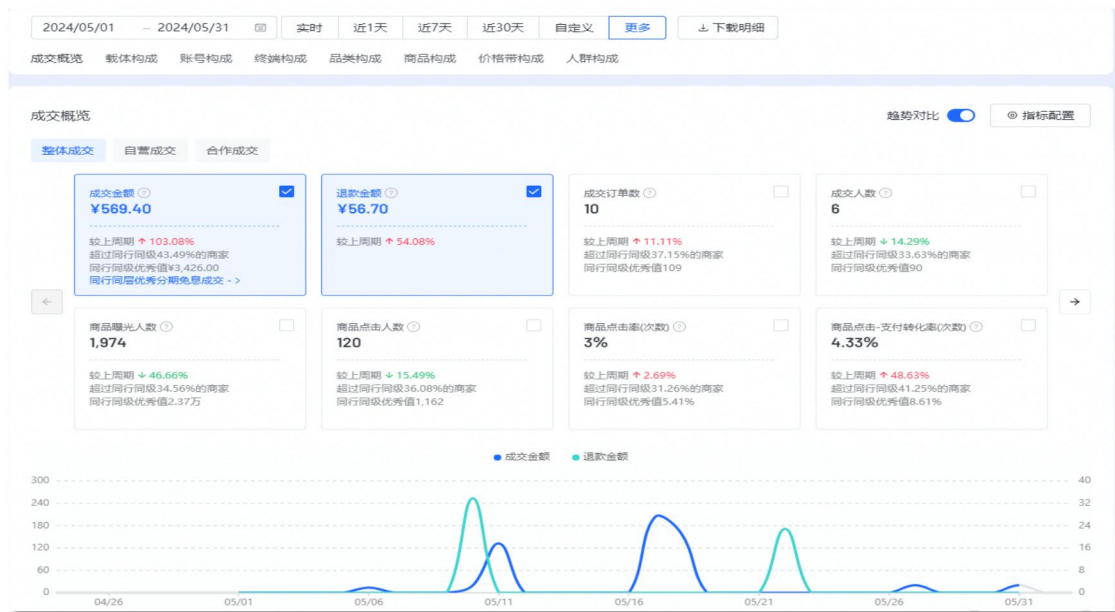 2024/05/01 – 2024/05/31 实时 近1天 近7天 近30天 自定义 更多 下载明细
成交概览 载体构成 账号构成 终端构成 品类构成 商品构成 价格带构成 人群构成
成交概览 趋势对比 指标配置
整体成交 自营成交 合作成交
成交金额
¥569.40
较上周期 ↑ 103.08%
超过同行同级43.49%的商家
同行同级优秀值¥3,426.00
同行同层优秀分期免息成交 ->
退款金额
¥56.70
较上周期 ↑ 54.08%
成交订单数
10
较上周期 ↑ 11.11%
超过同行同级37.15%的商家
同行同级优秀值109
成交人数
6
较上周期 ↓ 14.29%
超过同行同级33.63%的商家
同行同级优秀值90
商品曝光人数
1,974
较上周期 ↓ 46.66%
超过同行同级34.56%的商家
同行同级优秀值2.37万
商品点击人数
120
较上周期 ↓ 15.49%
超过同行同级36.08%的商家
同行同级优秀值1,162
商品点击率(次数)
3%
较上周期 ↑ 2.69%
超过同行同级31.26%的商家
同行同级优秀值5.41%
商品点击-支付转化率(次数)
4.33%
较上周期 ↑ 48.63%
超过同行同级41.25%的商家
同行同级优秀值8.61%
成交金额 退款金额
300 40
240 32
180 24
120 16
60 8
0 0
04/26 05/01 05/06 05/11 05/16 05/21 05/26 05/31